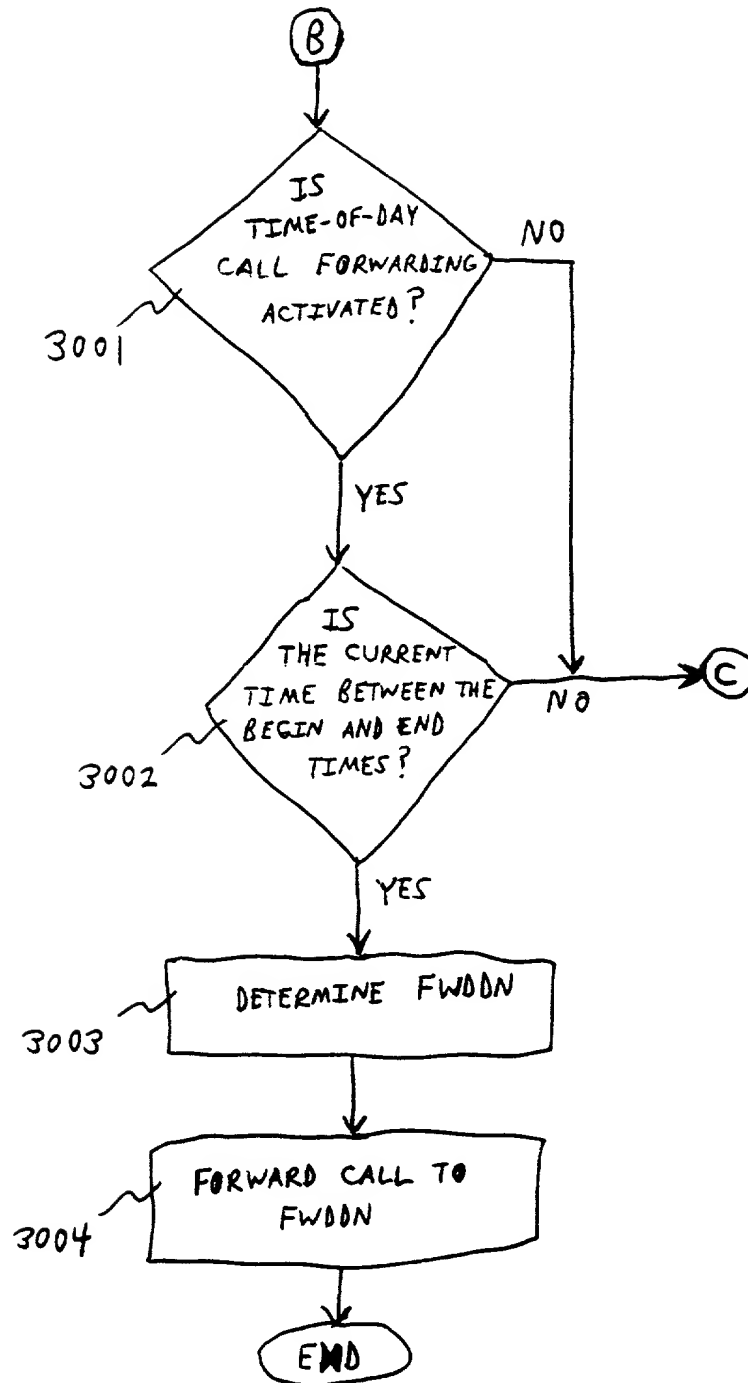 B
IS
TIME-OF-DAY
CALL FORWARDING
ACTIVATED?
NO
3001
YES
IS
THE CURRENT
TIME BETWEEN THE
BEGIN AND END
TIMES?
NO
C
3002
YES
DETERMINE FWDDN
3003
FORWARD CALL TO
FWDDN
3004
END